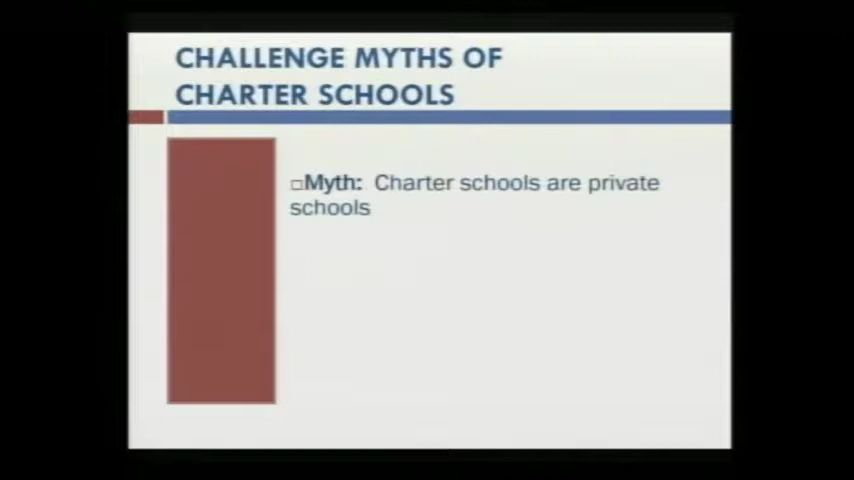 CHALLENGE MYTHS OF
CHARTER SCHOOLS
□Myth: Charter schools are private
schools